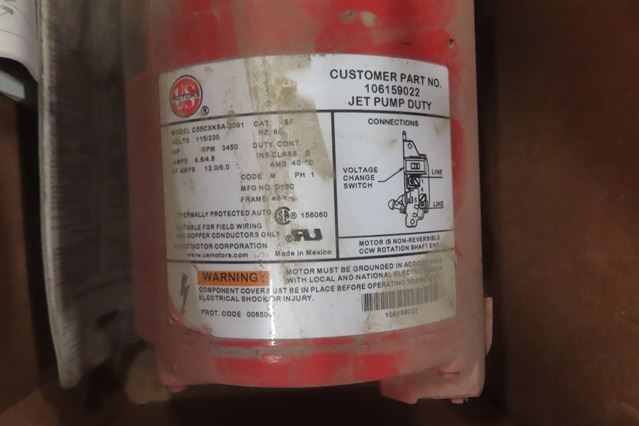 US
MOTORS
®
CUSTOMER PART NO.
106159022
JET PUMP DUTY
MODEL C55CXKSA-2091 CAT. SF
VOLTS 115/230 HZ. 60
HP RPM 3450 DUTY CONT.
AMPS 9.6/4.8 INS CLASS B
SF AMPS 12.0/6.0 AMB 40 °C
CODE M PH 1
MFG NO.
FRAME 48Y
THERMALLY PROTECTED AUTO ® 156060
SUITABLE FOR FIELD WIRING
USING COPPER CONDUCTORS ONLY
MOTOR CORPORATION
www.usmotors.com Made in Mexico
CONNECTIONS
VOLTAGE
CHANGE
SWITCH
LINE
LINE
MOTOR IS NON-REVERSIBLE
CCW ROTATION SHAFT END
WARNING: MOTOR MUST BE GROUNDED IN ACCORDANCE
WITH LOCAL AND NATIONAL ELECTRICAL
COMPONENT COVERS MUST BE IN PLACE BEFORE OPERATING TO PREVENT
ELECTRICAL SHOCK OR INJURY.
PROT. CODE 00850
106159022